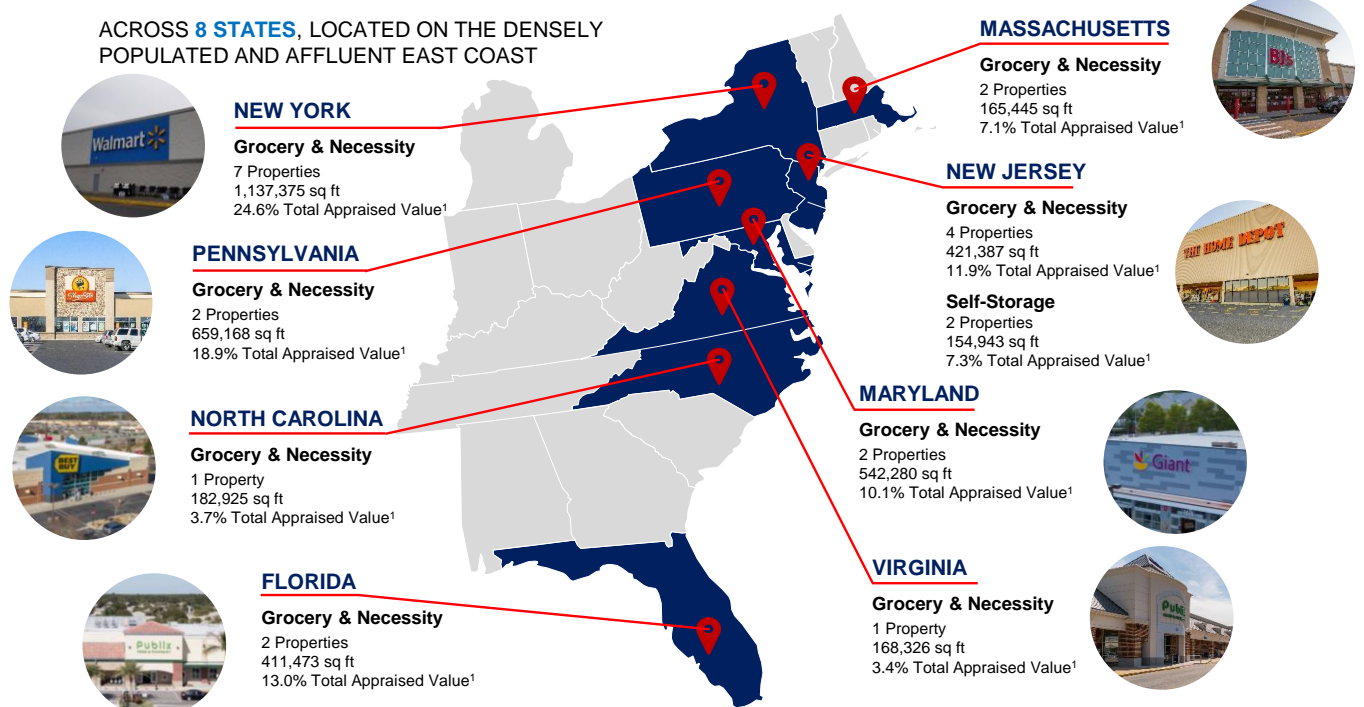 ACROSS 8 STATES, LOCATED ON THE DENSELY
POPULATED AND AFFLUENT EAST COAST
Walmart
NEW YORK
Grocery & Necessity
7 Properties
1,137,375 sq ft
24.6% Total Appraised Value¹
PENNSYLVANIA
Grocery & Necessity
2 Properties
659,168 sq ft
18.9% Total Appraised Value¹
BEST
BUY
NORTH CAROLINA
Grocery & Necessity
1 Property
182,925 sq ft
3.7% Total Appraised Value¹
Publix
FLORIDA
Grocery & Necessity
2 Properties
411,473 sq ft
13.0% Total Appraised Value¹
MASSACHUSETTS
Grocery & Necessity
2 Properties
165,445 sq ft
7.1% Total Appraised Value¹
BJ's
NEW JERSEY
Grocery & Necessity
4 Properties
421,387 sq ft
11.9% Total Appraised Value¹
Self-Storage
2 Properties
154,943 sq ft
7.3% Total Appraised Value¹
THE HOME DEPOT
MARYLAND
Grocery & Necessity
2 Properties
542,280 sq ft
10.1% Total Appraised Value¹
Giant
VIRGINIA
Grocery & Necessity
1 Property
168,326 sq ft
3.4% Total Appraised Value¹
Publix